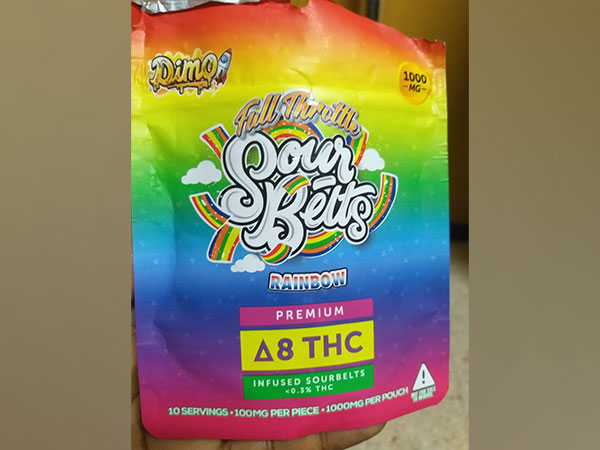 Dimo
1000
MG
Full Throttle
Sour
Belts
RAINBOW
PREMIUM
Δ8 THC
INFUSED SOURBELTS
<0.3% THC
10 SERVINGS • 100MG PER PIECE • 1000MG PER POUCH